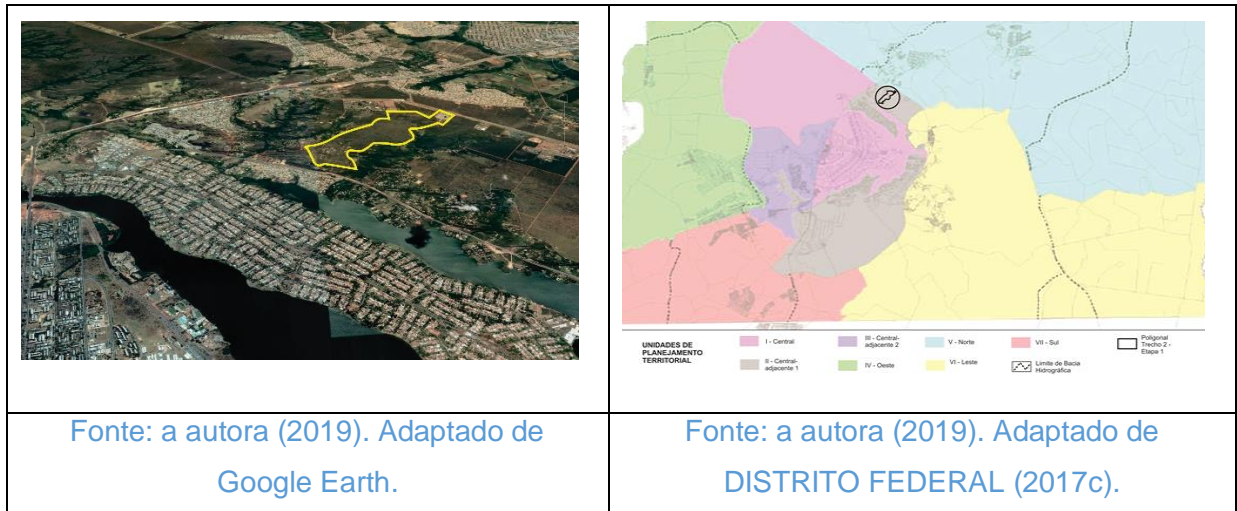 UNIDADES DE
PLANEJAMENTO
TERRITORIAL
I - Central
II - Central-
adjacente 1
III - Central-
adjacente 2
IV - Oeste
V - Norte
VI - Leste
VII - Sul
Limite de Bacia
Hidrográfica
Poligonal
Trecho 2 -
Etapa 1
Fonte: a autora (2019). Adaptado de
Google Earth.
Fonte: a autora (2019). Adaptado de
DISTRITO FEDERAL (2017c).